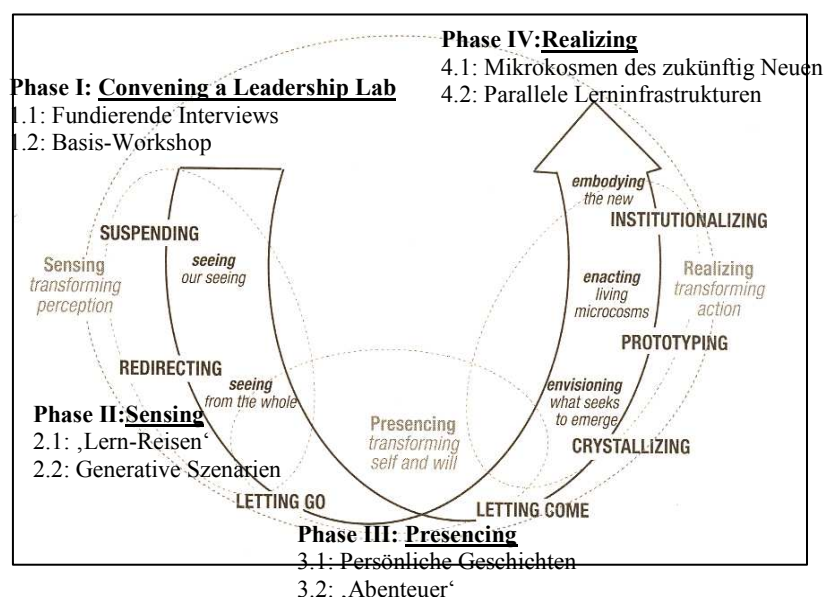 Phase IV:Realizing
4.1: Mikrokosmen des zukünftig Neuen
4.2: Parallele Lerninfrastrukturen
Phase I: Convening a Leadership Lab
1.1: Fundierende Interviews
1.2: Basis-Workshop
SUSPENDING
seeing
our seeing
Sensing
transforming
perception
REDIRECTING
seeing
from the whole
Phase II:Sensing
2.1: ‚Lern-Reisen‘
2.2: Generative Szenarien
LETTING GO
Presencing
transforming
self and will
Phase III: Presencing
3.1: Persönliche Geschichten
3.2: ‚Abenteuer‘
LETTING COME
CRYSTALLIZING
envisioning
what seeks
to emerge
PROTOTYPING
enacting
living
microcosms
Realizing
transforming
action
INSTITUTIONALIZING
embodying
the new